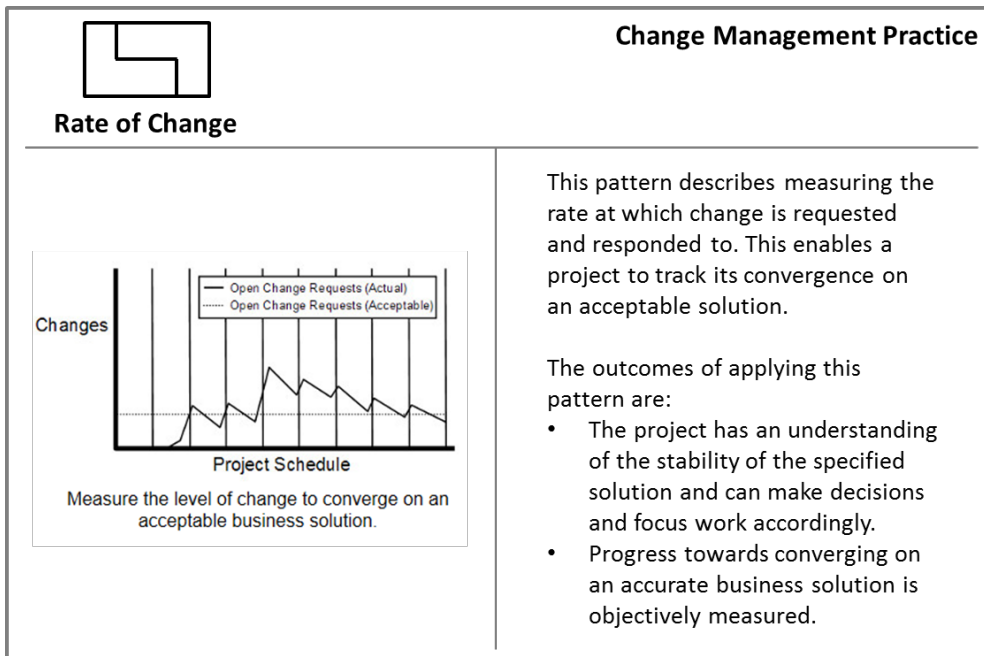 Change Management Practice
Rate of Change
Open Change Requests (Actual)
Open Change Requests (Acceptable)
Changes
Project Schedule
Measure the level of change to converge on an
acceptable business solution.
This pattern describes measuring the
rate at which change is requested
and responded to. This enables a
project to track its convergence on
an acceptable solution.
The outcomes of applying this
pattern are:
• The project has an understanding
of the stability of the specified
solution and can make decisions
and focus work accordingly.
• Progress towards converging on
an accurate business solution is
objectively measured.